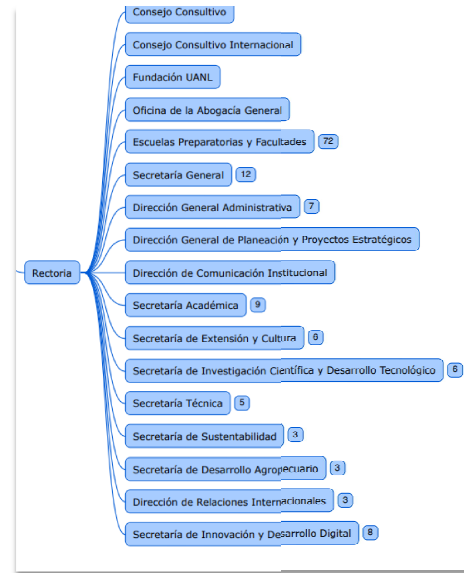 Consejo Consultivo
Consejo Consultivo Internacional
Fundación UANL
Oficina de la Abogacía General
Escuelas Preparatorias y Facultades 72
Secretaría General 12
Dirección General Administrativa 7
Dirección General de Planeación y Proyectos Estratégicos
Rectoria
Dirección de Comunicación Institucional
Secretaría Académica 9
Secretaría de Extensión y Cultura 6
Secretaría de Investigación Científica y Desarrollo Tecnológico 6
Secretaría Técnica 5
Secretaría de Sustentabilidad 3
Secretaría de Desarrollo Agropecuario 3
Dirección de Relaciones Internacionales 3
Secretaría de Innovación y Desarrollo Digital 8